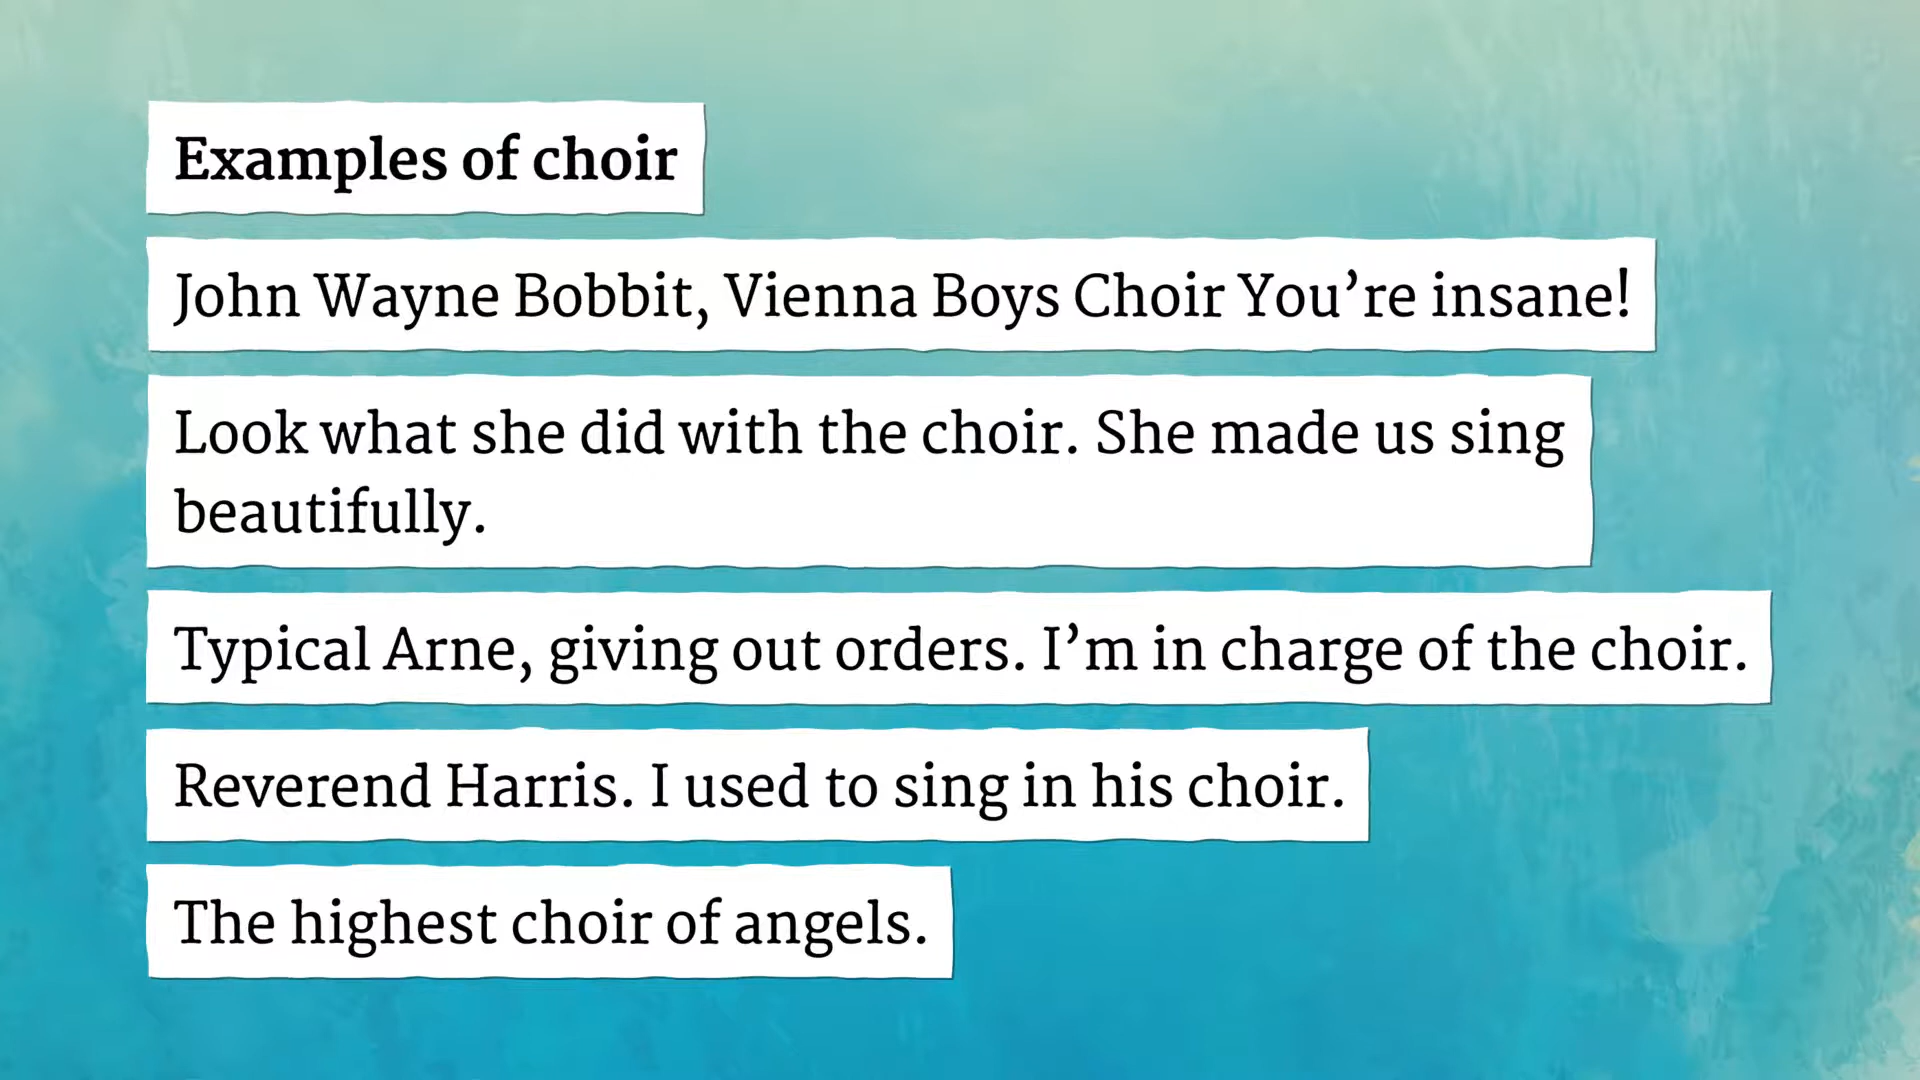 Examples of choir
John Wayne Bobbit, Vienna Boys Choir You’re insane!
Look what she did with the choir. She made us sing
beautifully.
Typical Arne, giving out orders. I’m in charge of the choir.
Reverend Harris. I used to sing in his choir.
The highest choir of angels.